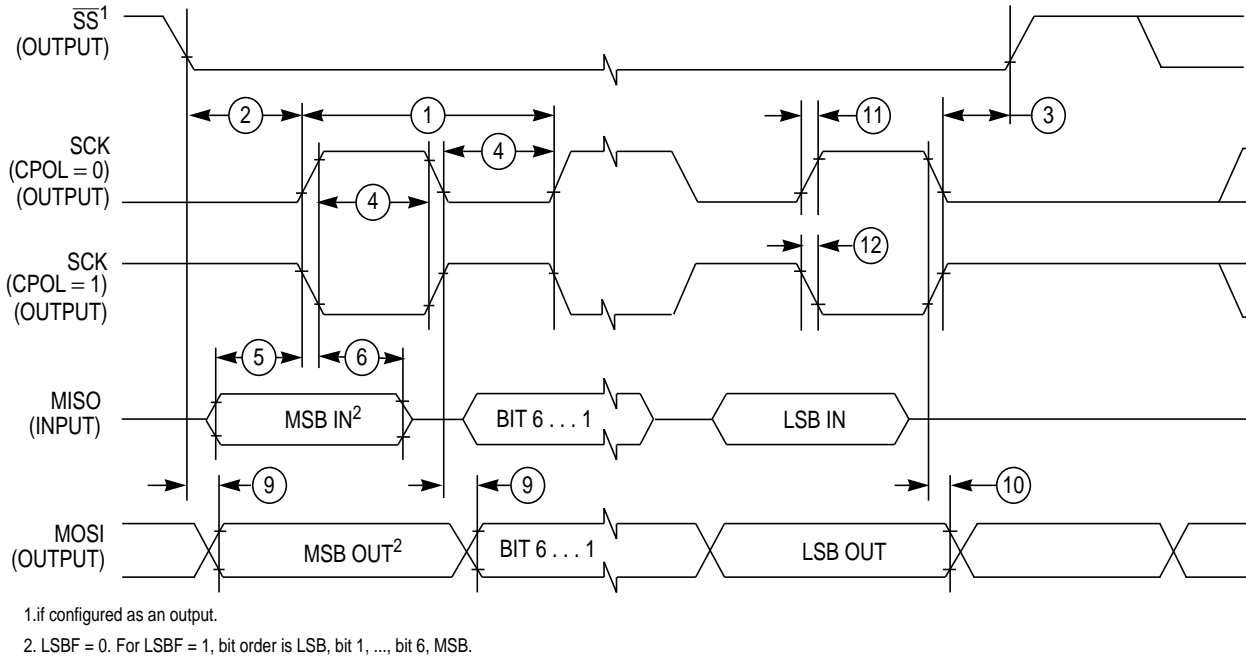 SS¹
(OUTPUT)
2
1
11
3
SCK
(CPOL = 0)
(OUTPUT)
4
4
12
SCK
(CPOL = 1)
(OUTPUT)
5
6
MISO
(INPUT)
MSB IN²
BIT 6 . . . 1
LSB IN
9
9
10
MOSI
(OUTPUT)
MSB OUT²
BIT 6 . . . 1
LSB OUT
1.if configured as an output.
2. LSBF = 0. For LSBF = 1, bit order is LSB, bit 1, ..., bit 6, MSB.